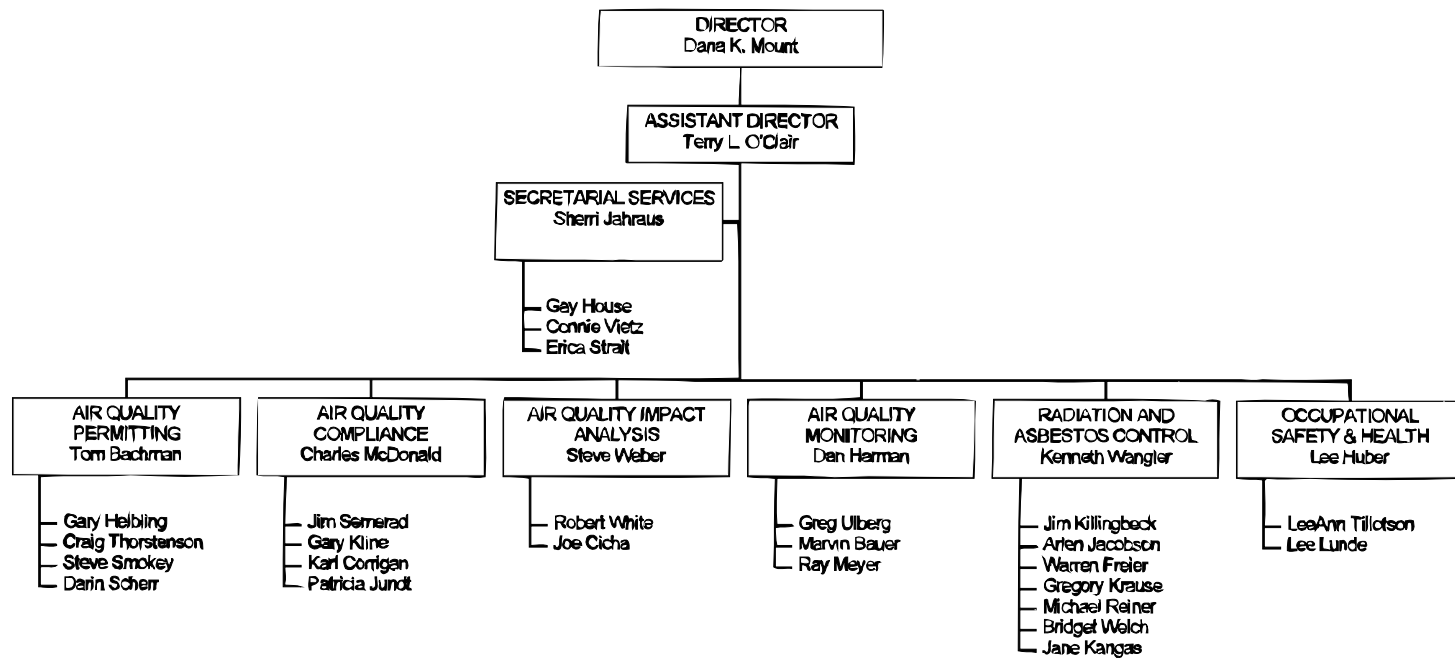 DIRECTOR
Dana K. Mount
ASSISTANT DIRECTOR
Terry L. O'Clair
SECRETARIAL SERVICES
Sherri Jahraus
Gay House
Connie Vietz
Erica Strait
AIR QUALITY
PERMITTING
Tom Bachman
Gary Helbling
Craig Thorstenson
Steve Smokey
Darin Scherr
AIR QUALITY
COMPLIANCE
Charles McDonald
Jim Semerad
Gary Kline
Karl Corrigan
Patricia Jundt
AIR QUALITY IMPACT
ANALYSIS
Steve Weber
Robert White
Joe Cicha
AIR QUALITY
MONITORING
Dan Harman
Greg Ulberg
Marvin Bauer
Ray Meyer
RADIATION AND
ASBESTOS CONTROL
Kenneth Wangler
Jim Killingbeck
Arlen Jacobson
Warren Freier
Gregory Krause
Michael Reiner
Bridget Welch
Jane Kangas
OCCUPATIONAL
SAFETY & HEALTH
Lee Huber
LeeAnn Tillotson
Lee Lunde